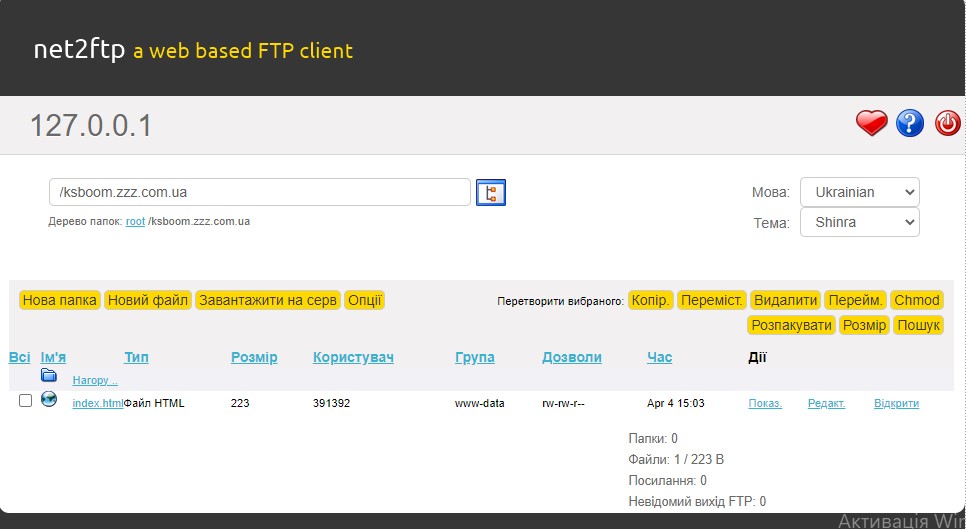 net2ftp a web based FTP client
127.0.0.1
/ksboom.zzz.com.ua
Мова: Ukrainian
Дерево папок: root /ksboom.zzz.com.ua
Тема: Shinra
Нова папка Новий файл Завантажити на серв Опції Перетворити вибраного: Копір. Переміст. Видалити Перейм. Chmod
Розпакувати Розмір Пошук
Всі Ім'я Тип Розмір Користувач Група Дозволи Час Дії
Нагору ..
index.html Файл HTML 223 391392 www-data rw-rw-r-- Apr 4 15:03 Показ. Редакт. Відкрити
Папки: 0
Файли: 1 / 223 B
Посилання: 0
Невідомий вихід FTP: 0
Активація Wi